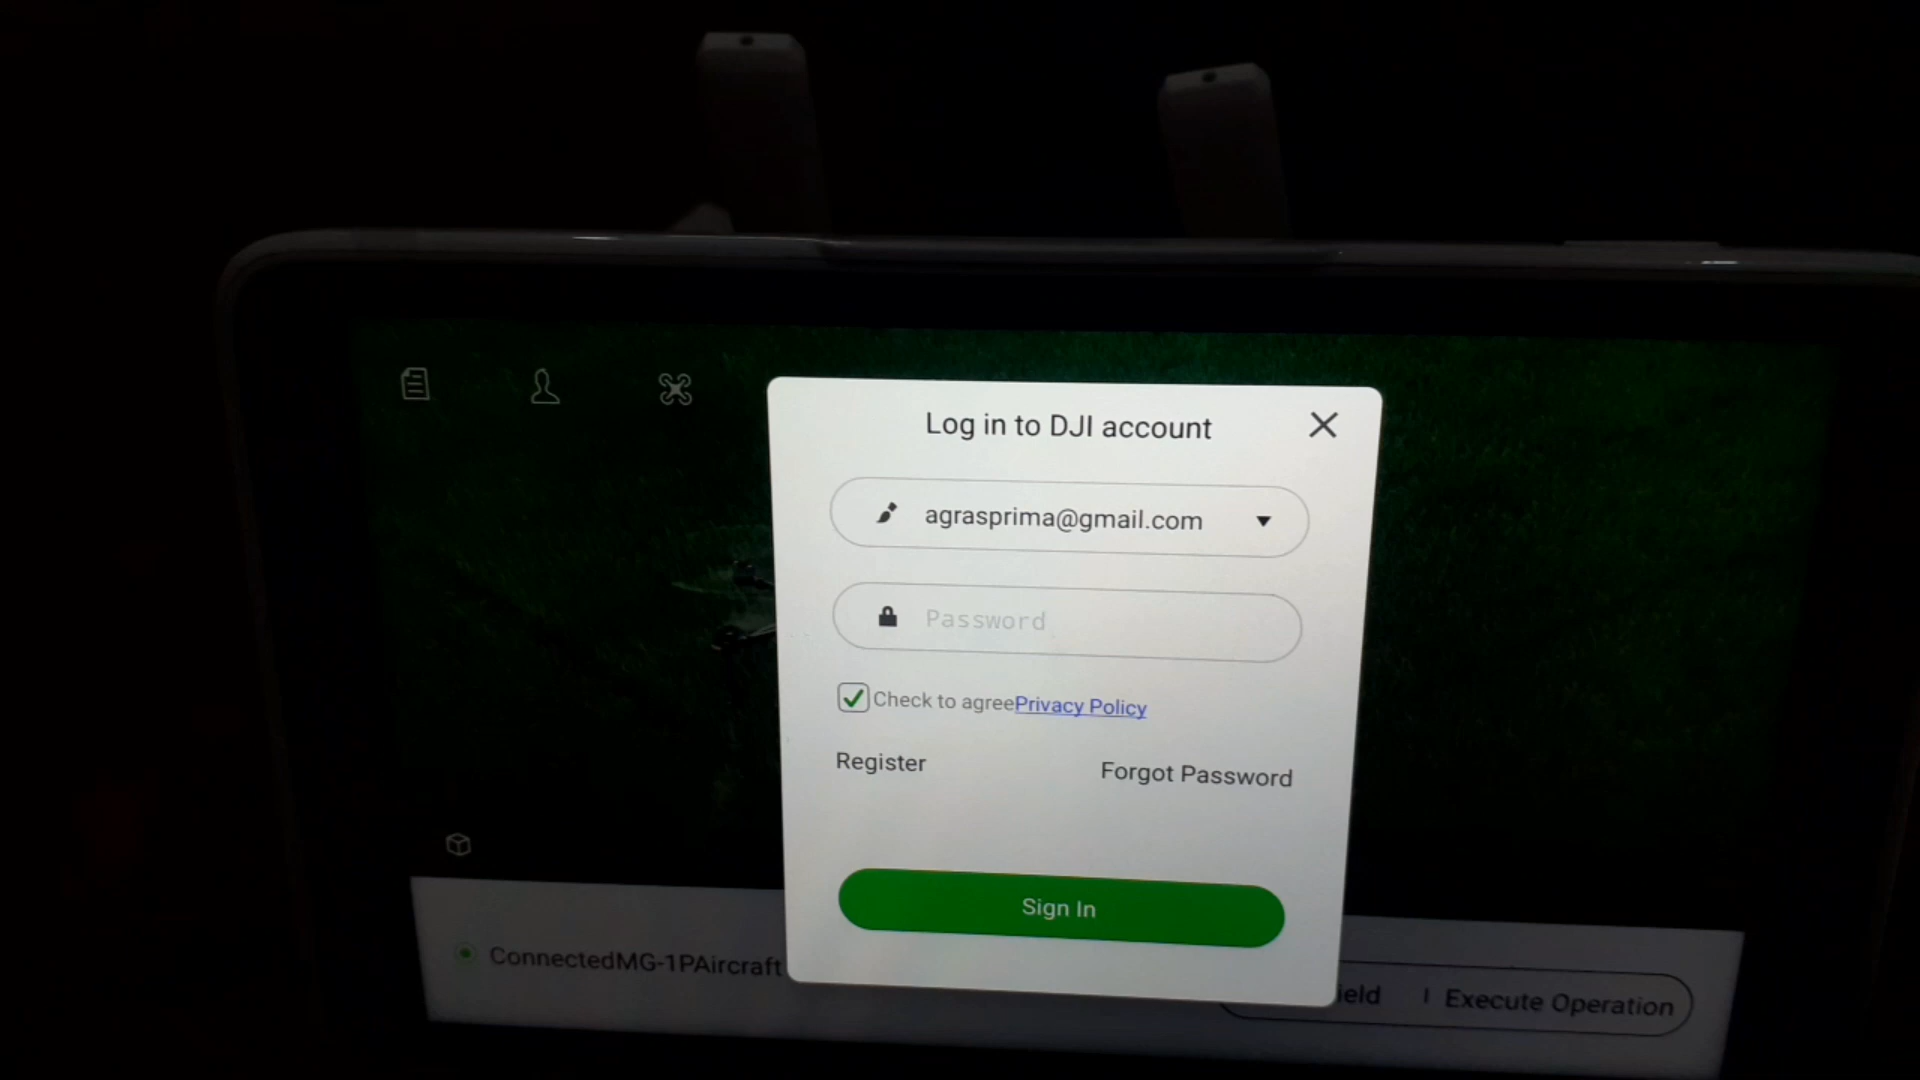 Log in to DJI account
agrasprima@gmail.com
Password
Check to agreePrivacy Policy
Register
Forgot Password
Sign In
ConnectedMG-1PAircraft
Execute Operation